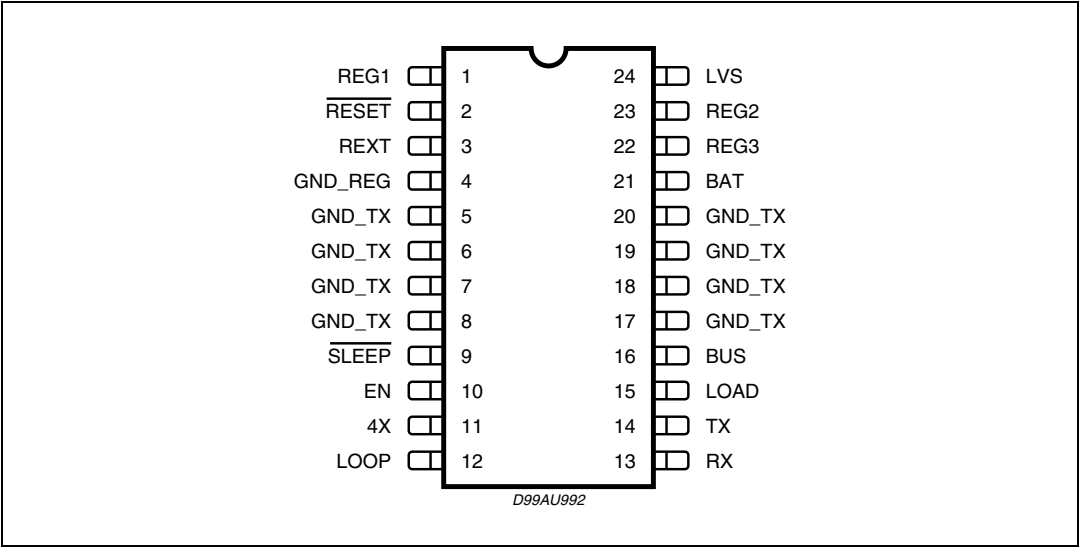 REG1 1 24 LVS
RESET 2 23 REG2
REXT 3 22 REG3
GND_REG 4 21 BAT
GND_TX 5 20 GND_TX
GND_TX 6 19 GND_TX
GND_TX 7 18 GND_TX
GND_TX 8 17 GND_TX
SLEEP 9 16 BUS
EN 10 15 LOAD
4X 11 14 TX
LOOP 12 13 RX
D99AU992